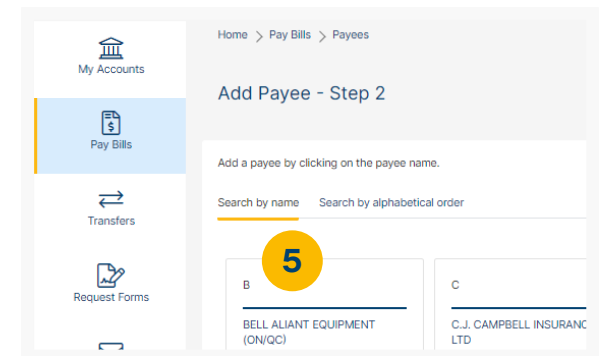 Home > Pay Bills > Payees
My Accounts
Add Payee - Step 2
$
Pay Bills
Add a payee by clicking on the payee name.
Search by name Search by alphabetical order
Transfers
5
B
C
Request Forms
BELL ALIANT EQUIPMENT
(ON/QC)
C.J. CAMPBELL INSURANC
LTD